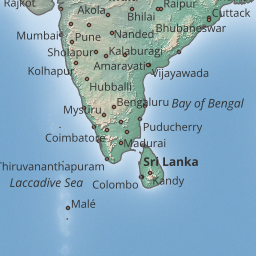 Rajkot
Akola
Raipur
Bhilai
Cuttack
Bhubaneswar
Mumbai
Pune
Nanded
Solapur
Kalaburagi
Kolhapur
Amaravati
Vijayawada
Hubballi
Mysuru
Bengaluru
Bay of Bengal
Coimbatore
Puducherry
Madurai
Thiruvananthapuram
Sri Lanka
Laccadive Sea
Colombo
Kandy
Malé